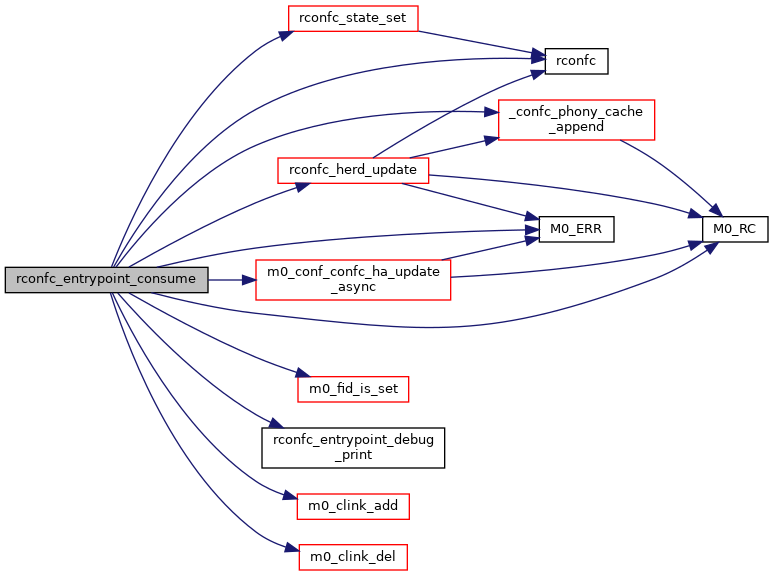 rconfc_state_set
rconfc
_confc_phony_cache
_append
rconfc_herd_update
M0_ERR
M0_RC
rconfc_entrypoint_consume
m0_conf_confc_ha_update
_async
m0_fid_is_set
rconfc_entrypoint_debug
_print
m0_clink_add
m0_clink_del